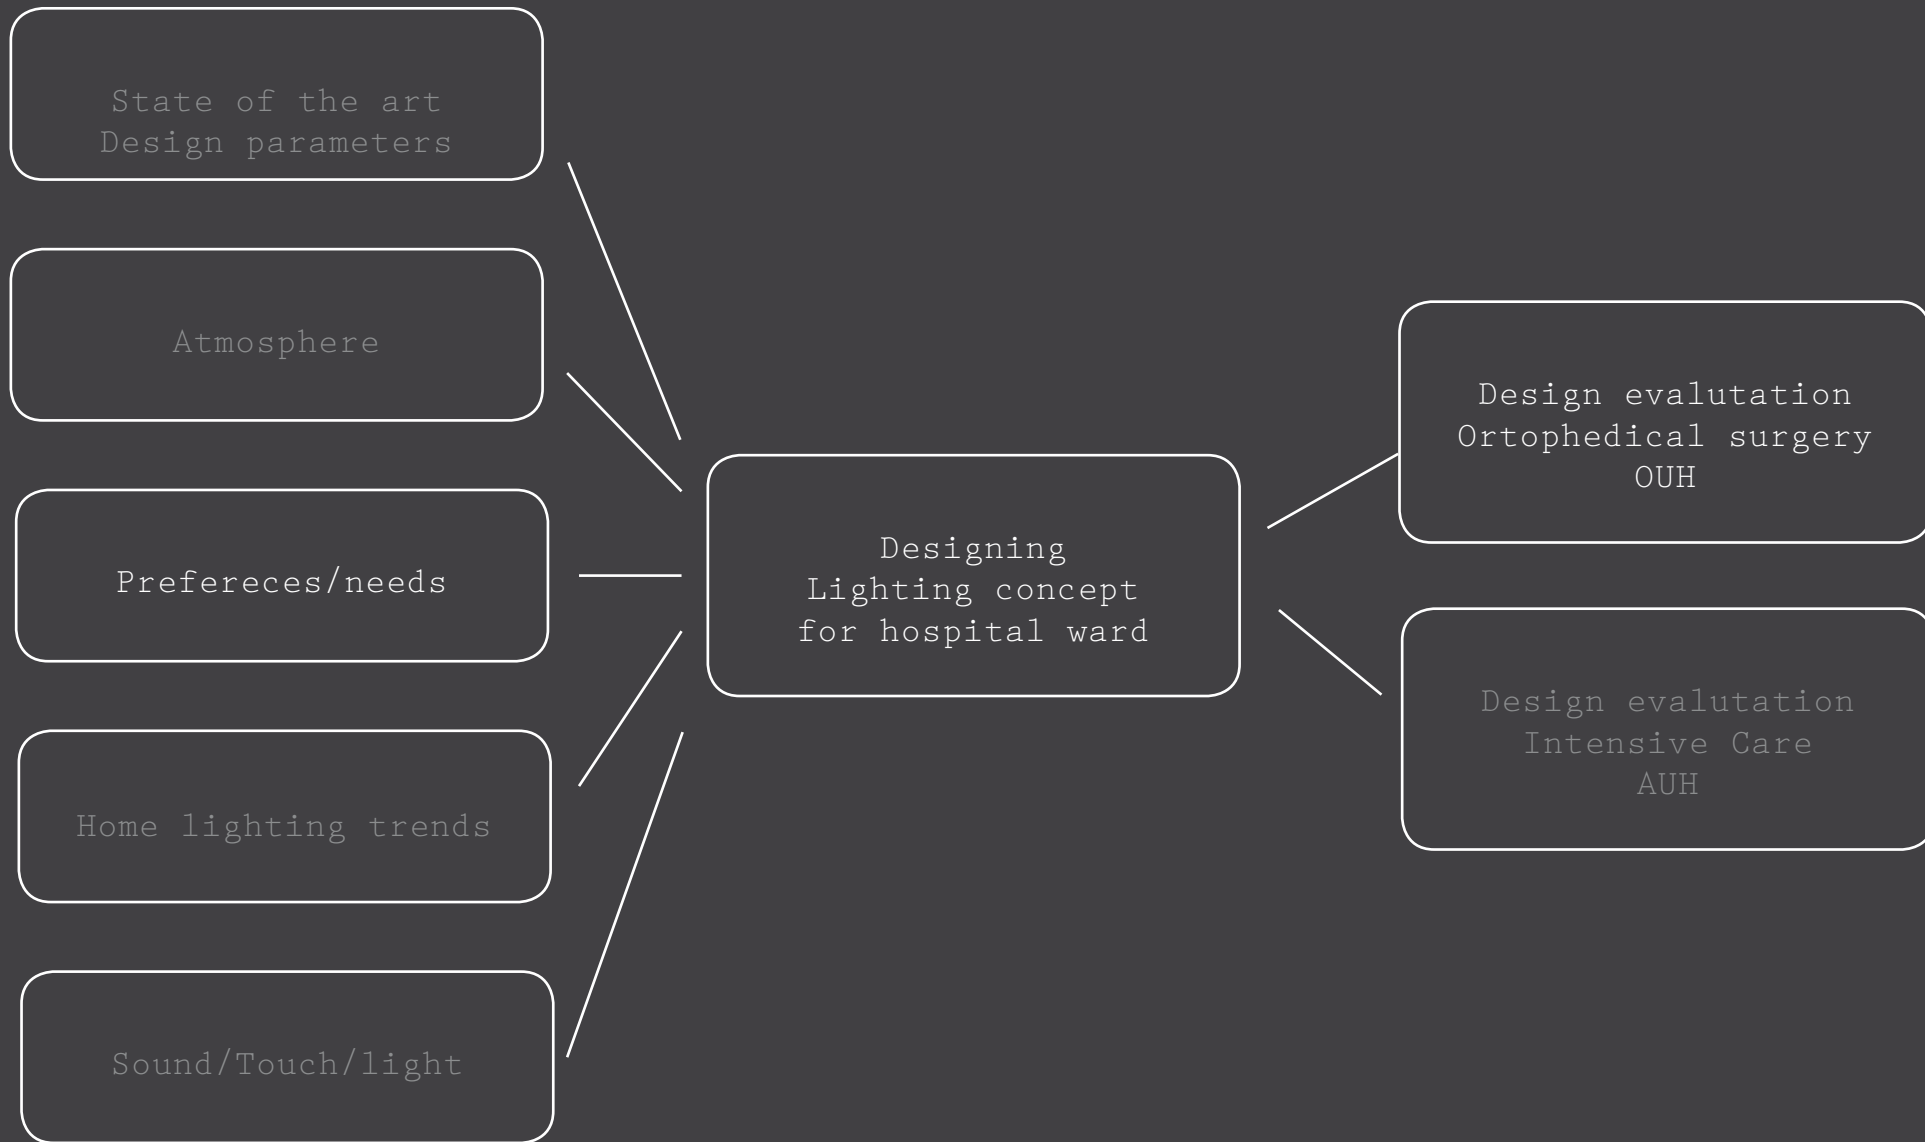 State of the art
Design parameters
Atmosphere
Prefereces/needs
Home lighting trends
Sound/Touch/light
Designing
Lighting concept
for hospital ward
Design evalutation
Ortophedical surgery
OUH
Design evalutation
Intensive Care
AUH